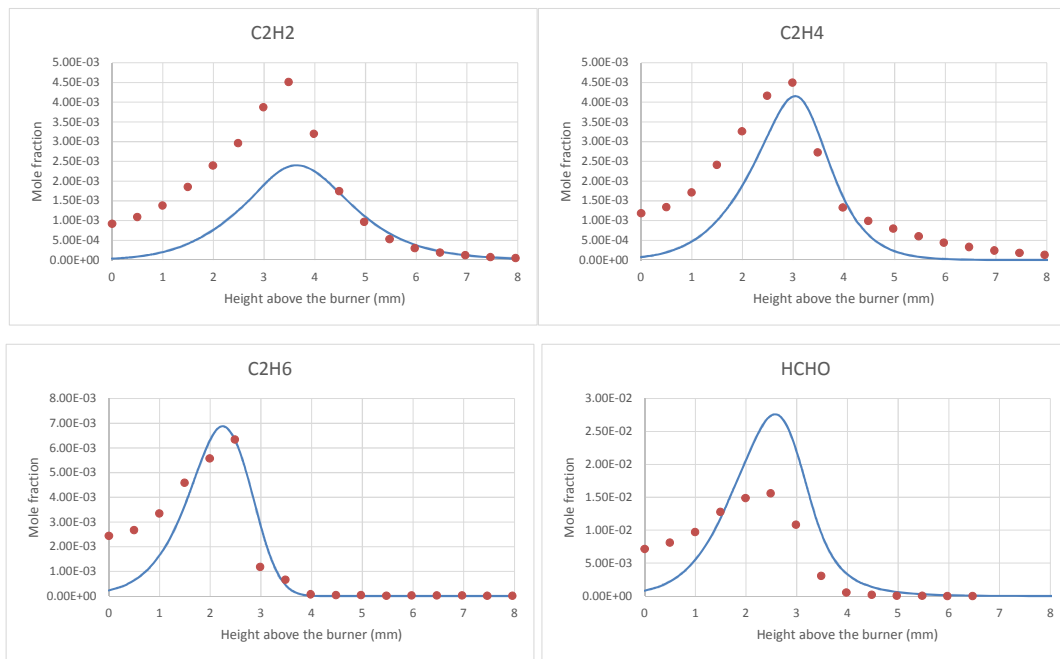 C2H2
5.00E-03
4.50E-03
4.00E-03
3.50E-03
3.00E-03
2.50E-03
2.00E-03
1.50E-03
1.00E-03
5.00E-04
0.00E+00
Mole fraction
0 1 2 3 4 5 6 7 8
Height above the burner (mm)
C2H4
5.00E-03
4.50E-03
4.00E-03
3.50E-03
3.00E-03
2.50E-03
2.00E-03
1.50E-03
1.00E-03
5.00E-04
0.00E+00
Mole fraction
0 1 2 3 4 5 6 7 8
Height above the burner (mm)
C2H6
8.00E-03
7.00E-03
6.00E-03
5.00E-03
4.00E-03
3.00E-03
2.00E-03
1.00E-03
0.00E+00
Mole fraction
0 1 2 3 4 5 6 7 8
Height above the burner (mm)
HCHO
3.00E-02
2.50E-02
2.00E-02
1.50E-02
1.00E-02
5.00E-03
0.00E+00
Mole fraction
0 1 2 3 4 5 6 7 8
Height above the burner (mm)